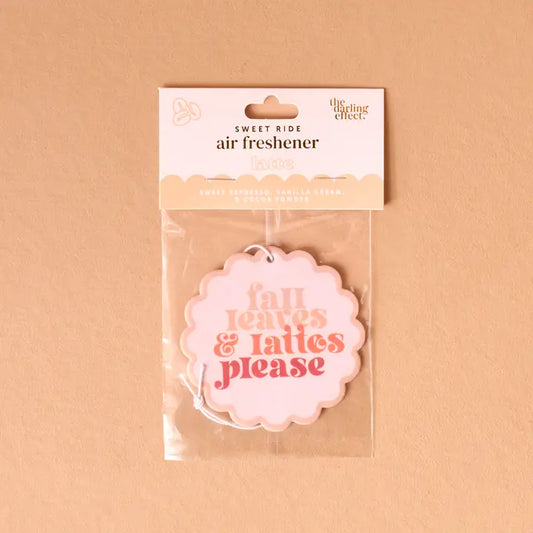 the
darling
effect.
SWEET RIDE
air freshener
latte
SWEET ESPRESSO, VANILLA CREAM,
& COCOA POWDER
fall
leaves
& lattes
please